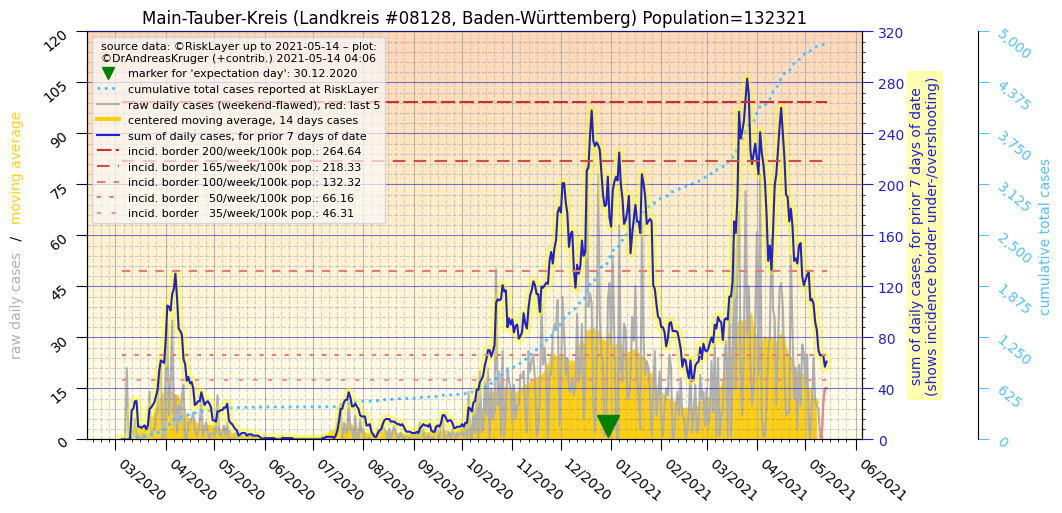 Main-Tauber-Kreis (Landkreis #08128, Baden-Württemberg) Population=132321
source data: ©RiskLayer up to 2021-05-14 – plot:
©DrAndreasKruger (+contrib.) 2021-05-14 04:06
marker for 'expectation day': 30.12.2020
cumulative total cases reported at RiskLayer
raw daily cases (weekend-flawed), red: last 5
centered moving average, 14 days cases
sum of daily cases, for prior 7 days of date
incid. border 200/week/100k pop.: 264.64
incid. border 165/week/100k pop.: 218.33
incid. border 100/week/100k pop.: 132.32
incid. border   50/week/100k pop.: 66.16
incid. border   35/week/100k pop.: 46.31
raw daily cases  /  moving average
120
105
90
75
60
45
30
15
0
03/2020
04/2020
05/2020
06/2020
07/2020
08/2020
09/2020
10/2020
11/2020
12/2020
01/2021
02/2021
03/2021
04/2021
05/2021
06/2021
320
280
240
200
160
120
80
40
0
sum of daily cases, for prior 7 days of date
(shows incidence border under-/overshooting)
5,000
4,375
3,750
3,125
2,500
1,875
1,250
625
0
cumulative total cases